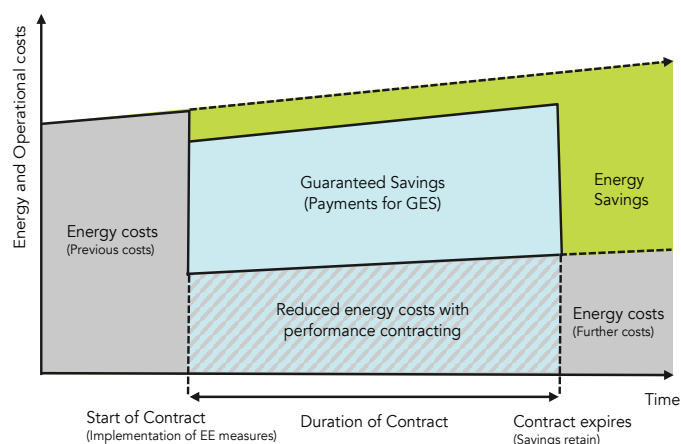 Energy and Operational costs
Energy costs
(Previous costs)
Guaranteed Savings
(Payments for GES)
Energy
Savings
Reduced energy costs with
performance contracting
Energy costs
(Further costs)
Time
Start of Contract
(Implementation of EE measures)
Duration of Contract
Contract expires
(Savings retain)